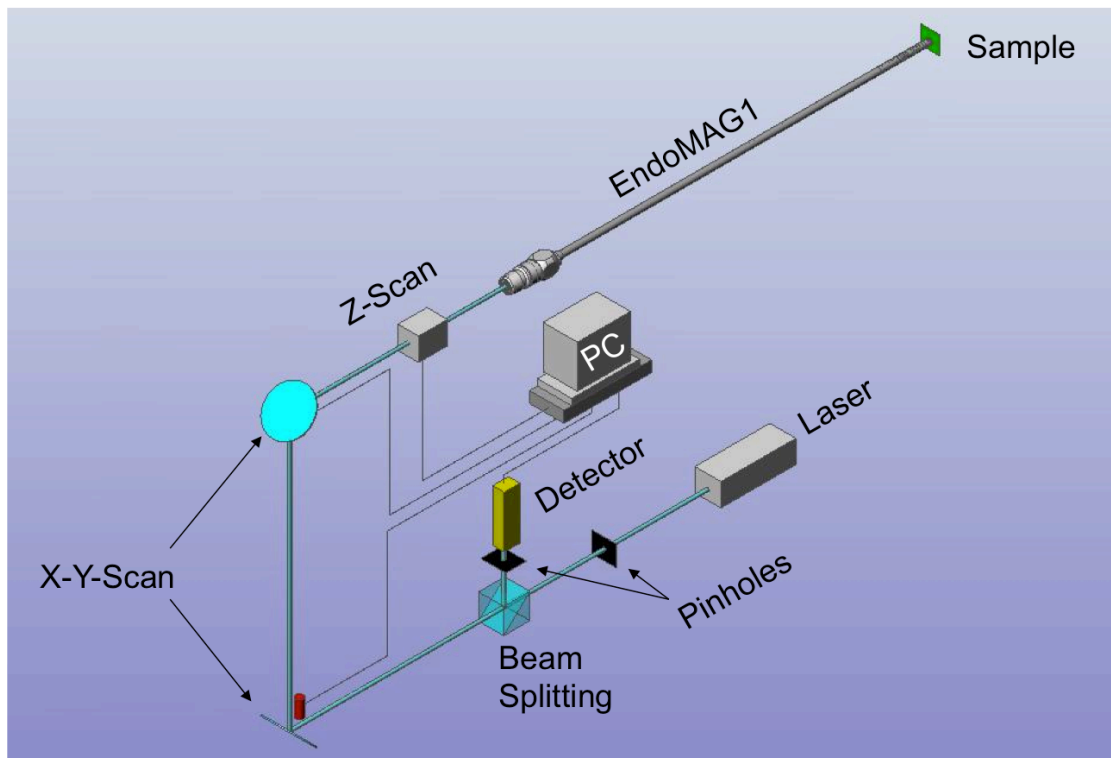 Sample
EndoMAG1
Z-Scan
PC
Laser
Detector
X-Y-Scan
Pinholes
Beam
Splitting